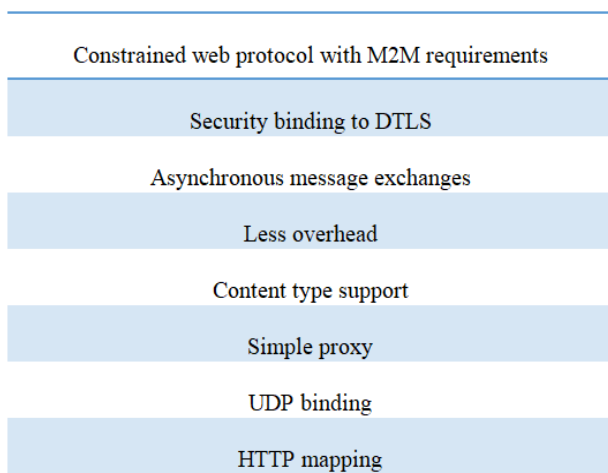 Constrained web protocol with M2M requirements
Security binding to DTLS
Asynchronous message exchanges
Less overhead
Content type support
Simple proxy
UDP binding
HTTP mapping